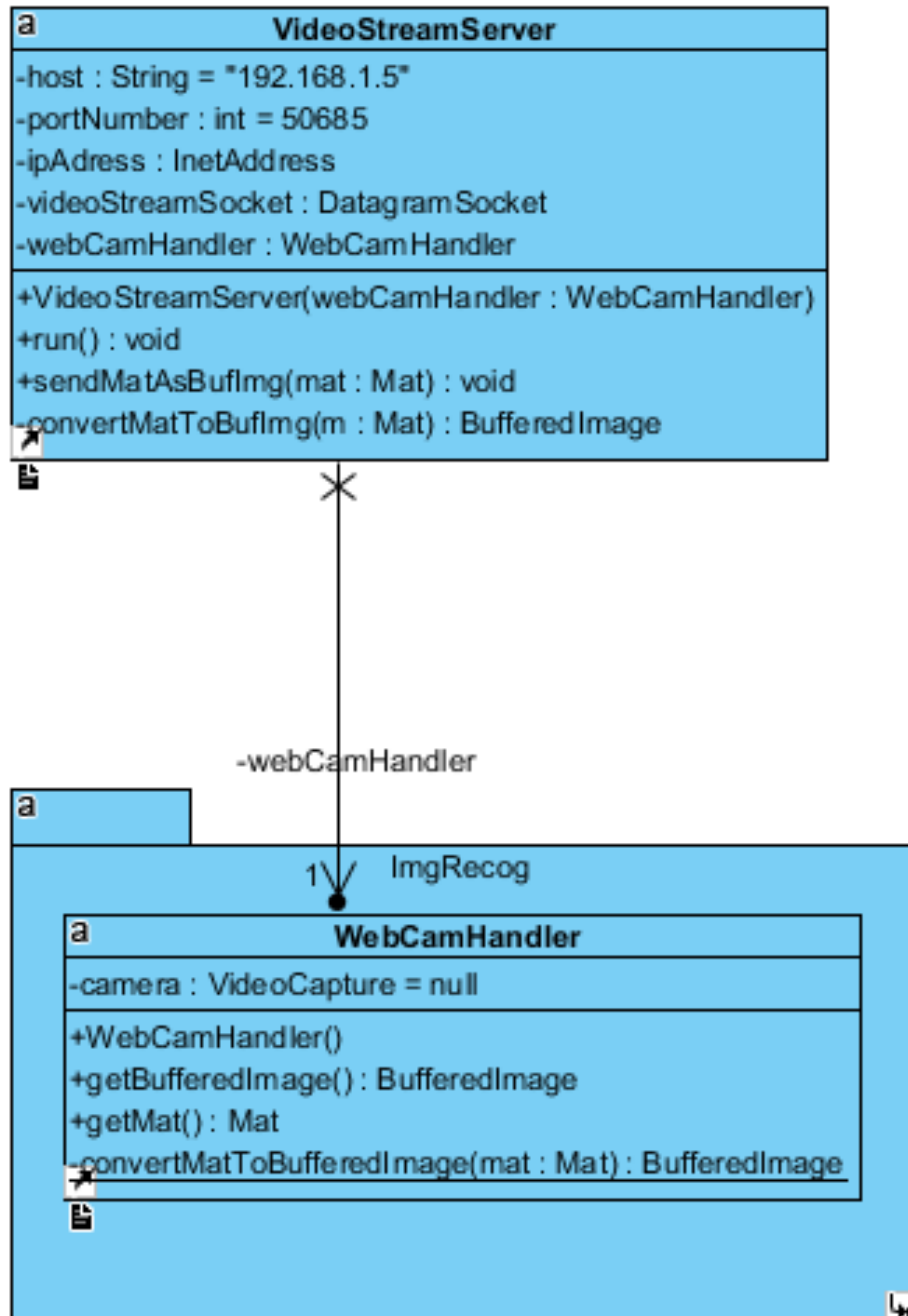 a
VideoStreamServer
-host : String = "192.168.1.5"
-portNumber : int = 50685
-ipAdress : InetAddress
-videoStreamSocket : DatagramSocket
-webCamHandler : WebCamHandler
+VideoStreamServer(webCamHandler : WebCamHandler)
+run() : void
+sendMatAsBufImg(mat : Mat) : void
-convertMatToBufImg(m : Mat) : BufferedImage
-webCamHandler
a
1
ImgRecog
a
WebCamHandler
-camera : VideoCapture = null
+WebCamHandler()
+getBufferedImage() : BufferedImage
+getMat() : Mat
-convertMatToBufferedImage(mat : Mat) : BufferedImage